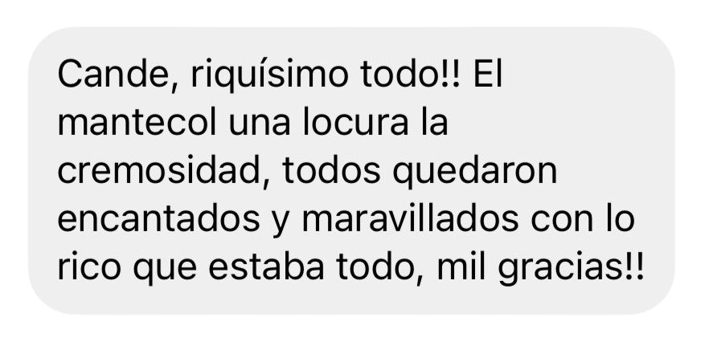 Cande, riquísimo todo!! El
mantecol una locura la
cremosidad, todos quedaron
encantados y maravillados con lo
rico que estaba todo, mil gracias!!